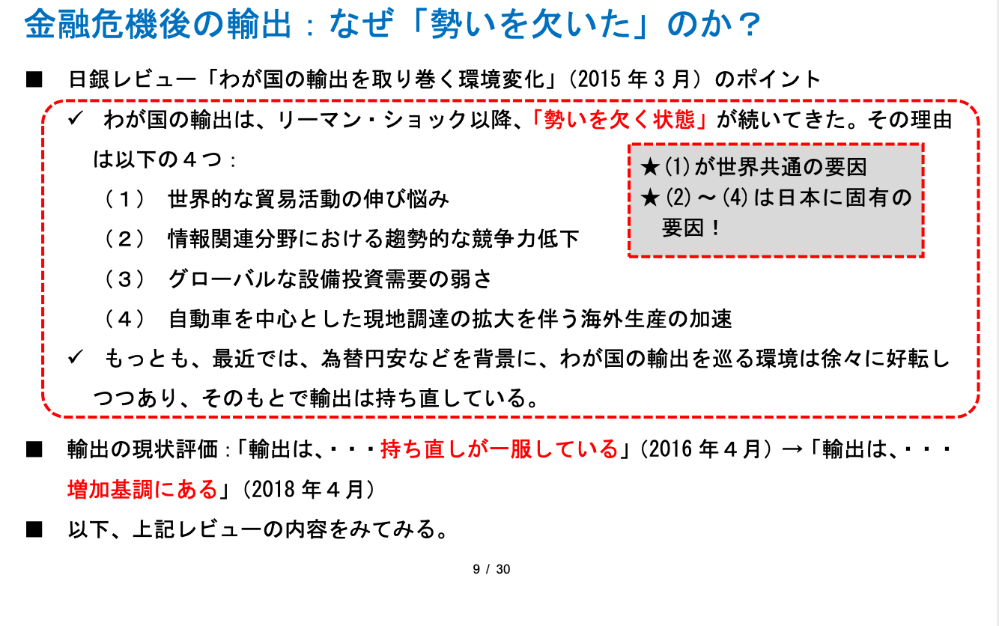 金融危機後の輸出：なぜ「勢いを欠いた」のか？
■ 日銀レビュー「わが国の輸出を取り巻く環境変化」（2015 年 3 月）のポイント
✓ わが国の輸出は、リーマン・ショック以降、「勢いを欠く状態」が続いてきた。その理由
は以下の４つ：
（１） 世界的な貿易活動の伸び悩み
（２） 情報関連分野における趨勢的な競争力低下
（３） グローバルな設備投資需要の弱さ
（４） 自動車を中心とした現地調達の拡大を伴う海外生産の加速
★(1)が世界共通の要因
★(2)～(4)は日本に固有の
要因！
✓ もっとも、最近では、為替円安などを背景に、わが国の輸出を巡る環境は徐々に好転し
つつあり、そのもとで輸出は持ち直している。
■ 輸出の現状評価：「輸出は、・・・持ち直しが一服している」（2016 年４月）→「輸出は、・・・
増加基調にある」（2018 年４月）
■ 以下、上記レビューの内容をみてみる。
9 / 30